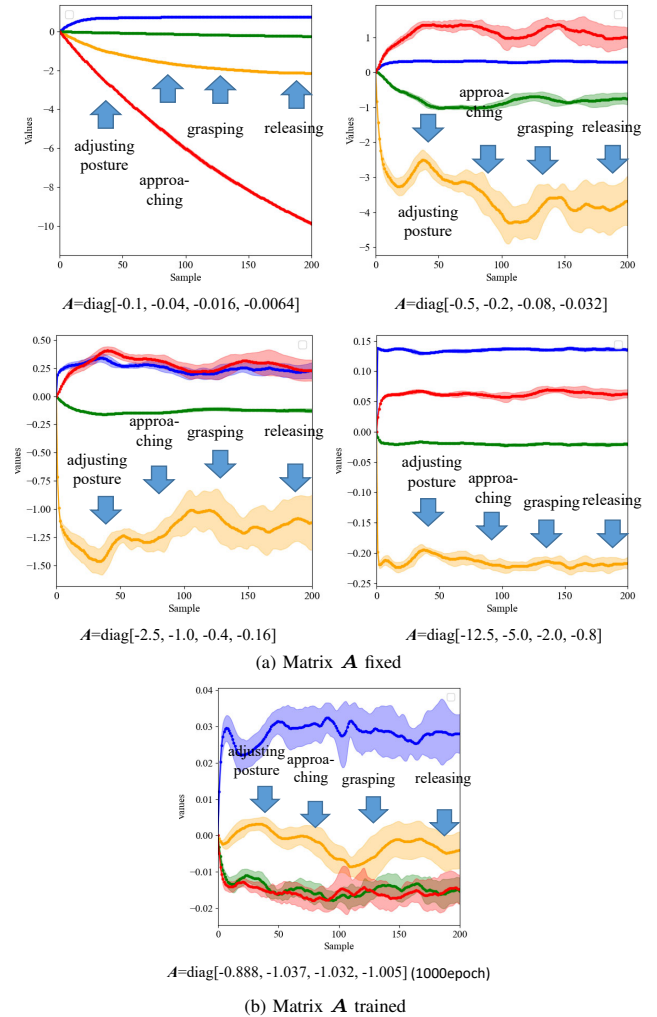 0
−2
−4
−6
−8
−10
Values
adjusting
posture
approa-
ching
grasping
releasing
0
50
100
150
200
Sample
A=diag[-0.1, -0.04, -0.016, -0.0064]
1
0
−1
−2
−3
−4
−5
Values
approa-
ching
grasping
releasing
adjusting
posture
0
50
100
150
200
Sample
A=diag[-0.5, -0.2, -0.08, -0.032]
0.50
0.25
0.00
−0.25
−0.50
−0.75
−1.00
−1.25
−1.50
values
approa-
ching
grasping
releasing
adjusting
posture
0
50
100
150
200
Sample
A=diag[-2.5, -1.0, -0.4, -0.16]
0.15
0.10
0.05
0.00
−0.05
−0.10
−0.15
−0.20
−0.25
values
adjusting
posture
approa-
ching
grasping
releasing
0
50
100
150
200
Sample
A=diag[-12.5, -5.0, -2.0, -0.8]
(a) Matrix A fixed
0.04
0.03
0.02
0.01
0.00
−0.01
−0.02
values
adjusting
posture
approa-
ching
grasping
releasing
0
50
100
150
200
Sample
A=diag[-0.888, -1.037, -1.032, -1.005] (1000epoch)
(b) Matrix A trained